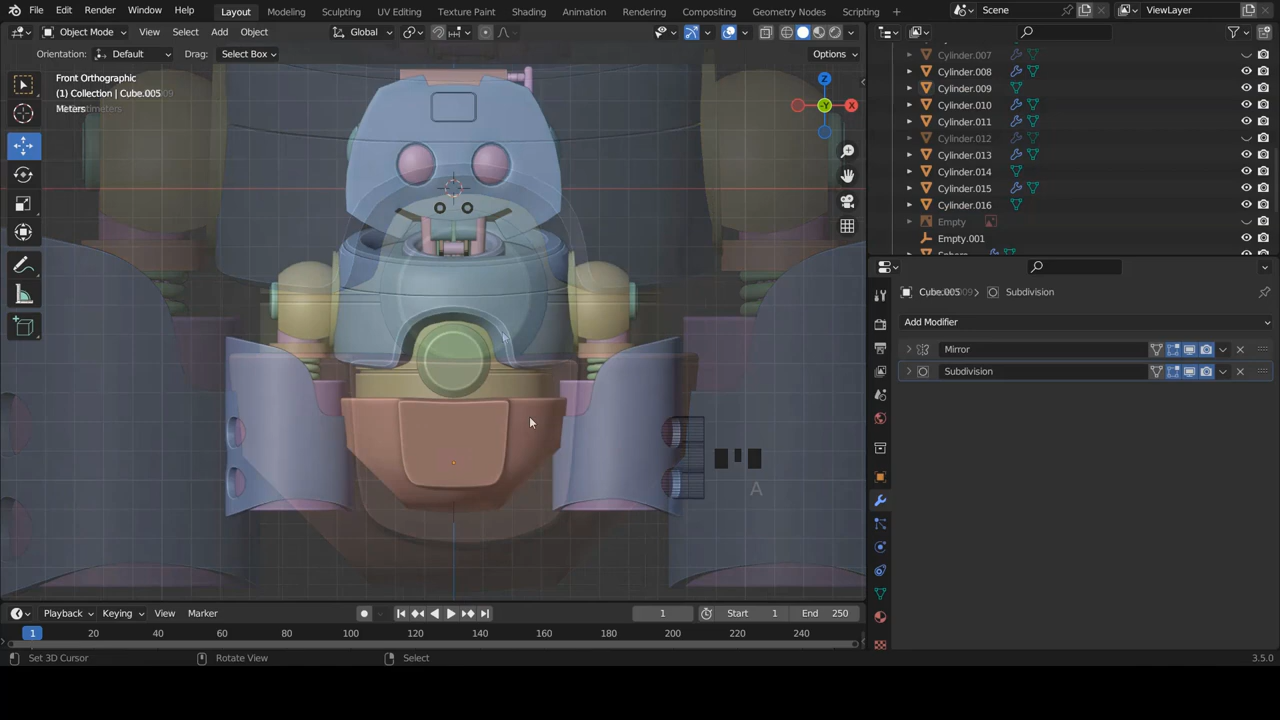 File Edit Render Window Help Layout Modeling Sculpting UV Editing Texture Paint Shading Animation Rendering Compositing Geometry Nodes Scripting + Scene ViewLayer
Object Mode View Select Add Object Global
Orientation: Default Drag: Select Box Options
Front Orthographic
(1) Collection | Cube.005
Z
X
Y
Cylinder.007
Cylinder.008
Cylinder.009
Cylinder.010
Cylinder.011
Cylinder.012
Cylinder.013
Cylinder.014
Cylinder.015
Cylinder.016
Empty
Empty.001
Cube.005 > Subdivision
Add Modifier
Mirror
Subdivision
A
Playback Keying View Marker 1 Start 1 End 250
1 20 40 60 80 100 120 140 160 180 200 220 240
Set 3D Cursor Rotate View Select 3.5.0